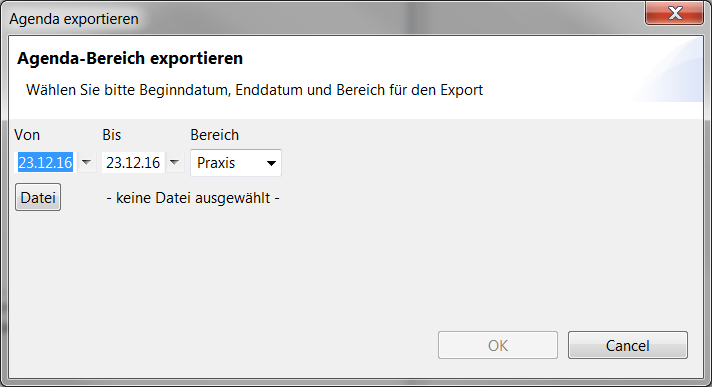 Agenda exportieren
Agenda-Bereich exportieren
Wählen Sie bitte Beginndatum, Enddatum und Bereich für den Export
Von Bis Bereich
23.12.16 23.12.16 Praxis
Datei - keine Datei ausgewählt -
OK Cancel